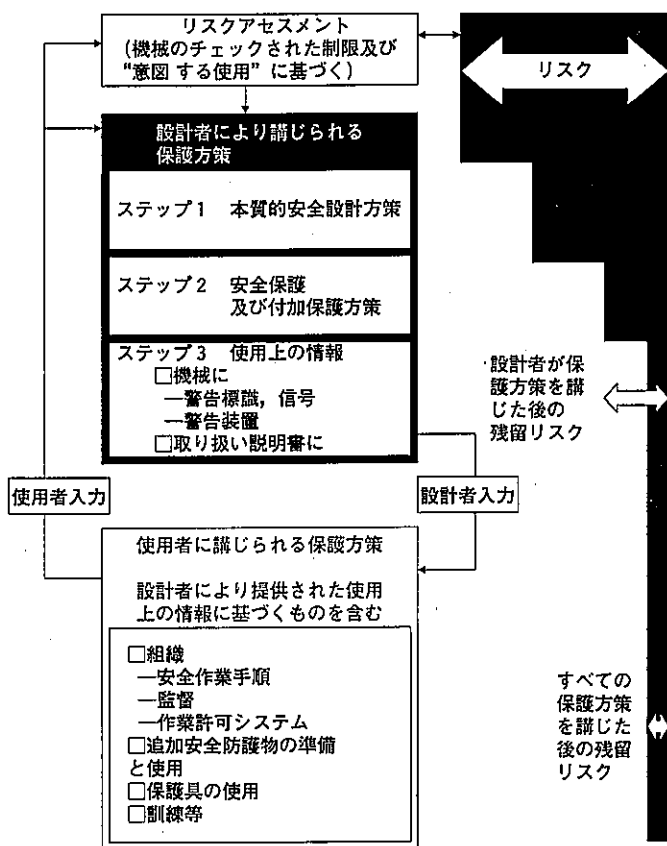 リスクアセスメント
(機械のチェックされた制限及び
“意図する使用”に基づく)
リスク
設計者により講じられる
保護方策
ステップ1 本質的安全設計方策
ステップ2 安全保護
及び付加保護方策
ステップ3 使用上の情報
□機械に
―警告標識,信号
―警告装置
□取り扱い説明書に
設計者が保
護方策を講
じた後の
残留リスク
使用者入力
設計者入力
使用者に講じられる保護方策
設計者により提供された使用
上の情報に基づくものを含む
□組織
―安全作業手順
―監督
―作業許可システム
□追加安全防護物の準備
と使用
□保護具の使用
□訓練等
すべての
保護方策
を講じた
後の残留
リスク